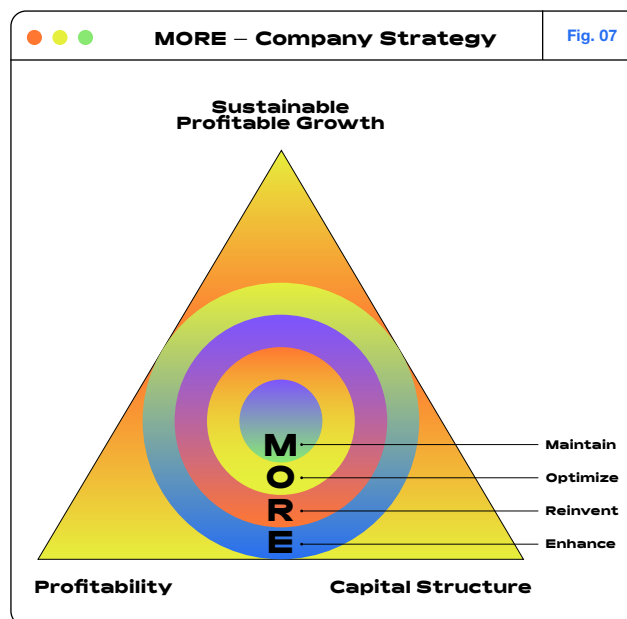 MORE – Company Strategy
Fig. 07
Sustainable
Profitable Growth
M
Maintain
O
Optimize
R
Reinvent
E
Enhance
Profitability
Capital Structure